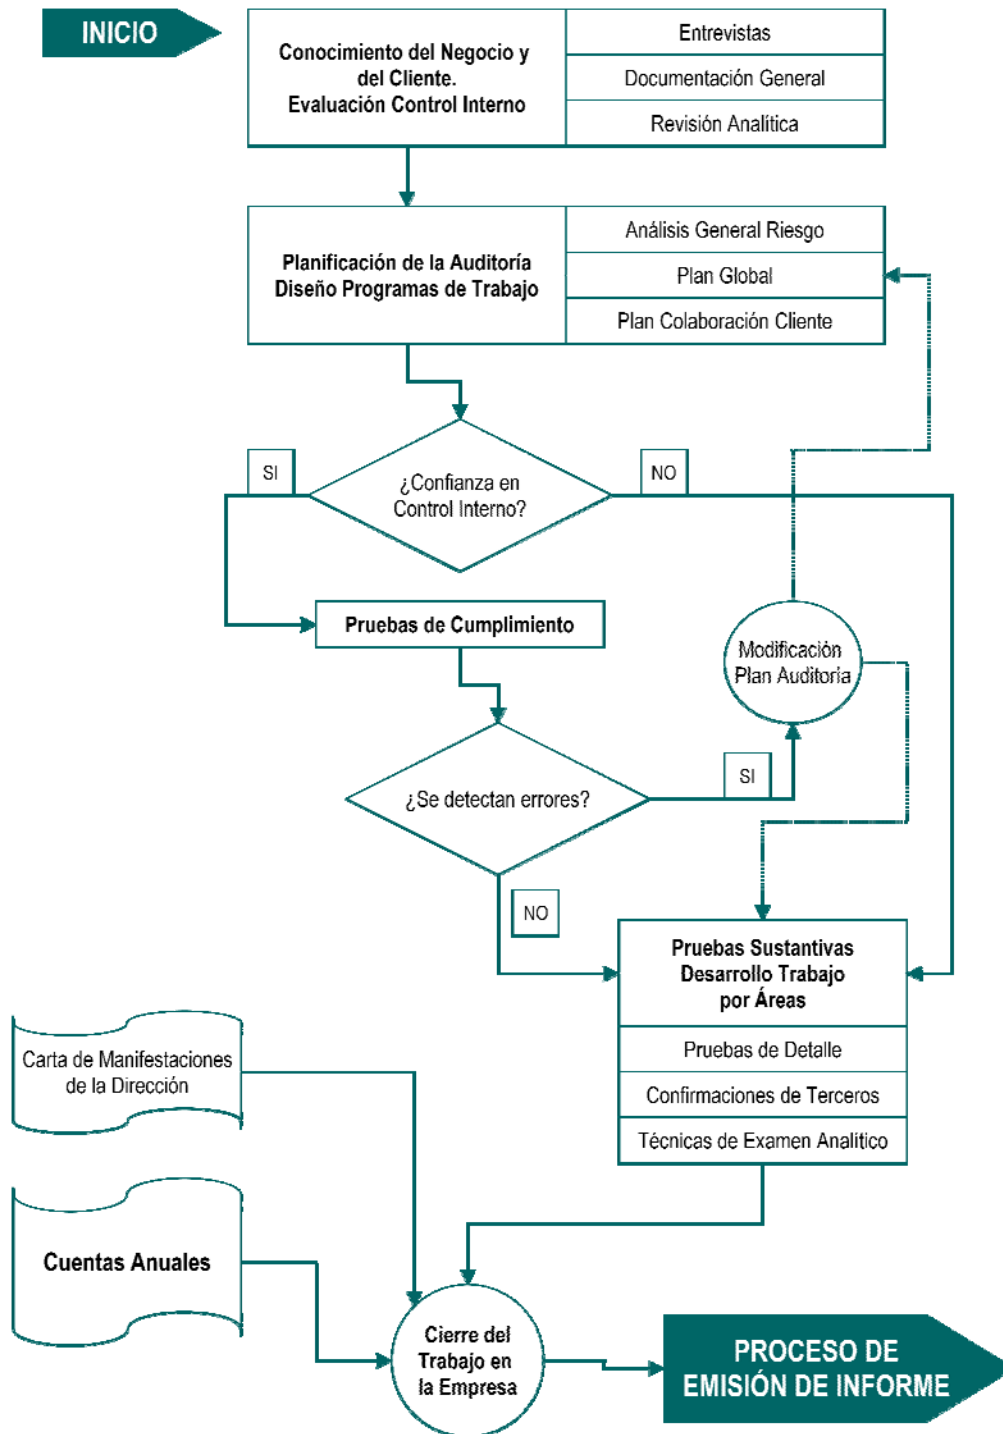 INICIO
Conocimiento del Negocio y
del Cliente.
Evaluación Control Interno
Entrevistas
Documentación General
Revisión Analítica
Planificación de la Auditoría
Diseño Programas de Trabajo
Análisis General Riesgo
Plan Global
Plan Colaboración Cliente
SI
¿Confianza en
Control Interno?
NO
Pruebas de Cumplimiento
Modificación
Plan Auditoría
¿Se detectan errores?
SI
NO
Pruebas Sustantivas
Desarrollo Trabajo
por Áreas
Pruebas de Detalle
Confirmaciones de Terceros
Técnicas de Examen Analítico
Carta de Manifestaciones
de la Dirección
Cuentas Anuales
Cierre del
Trabajo en
la Empresa
PROCESO DE
EMISIÓN DE INFORME